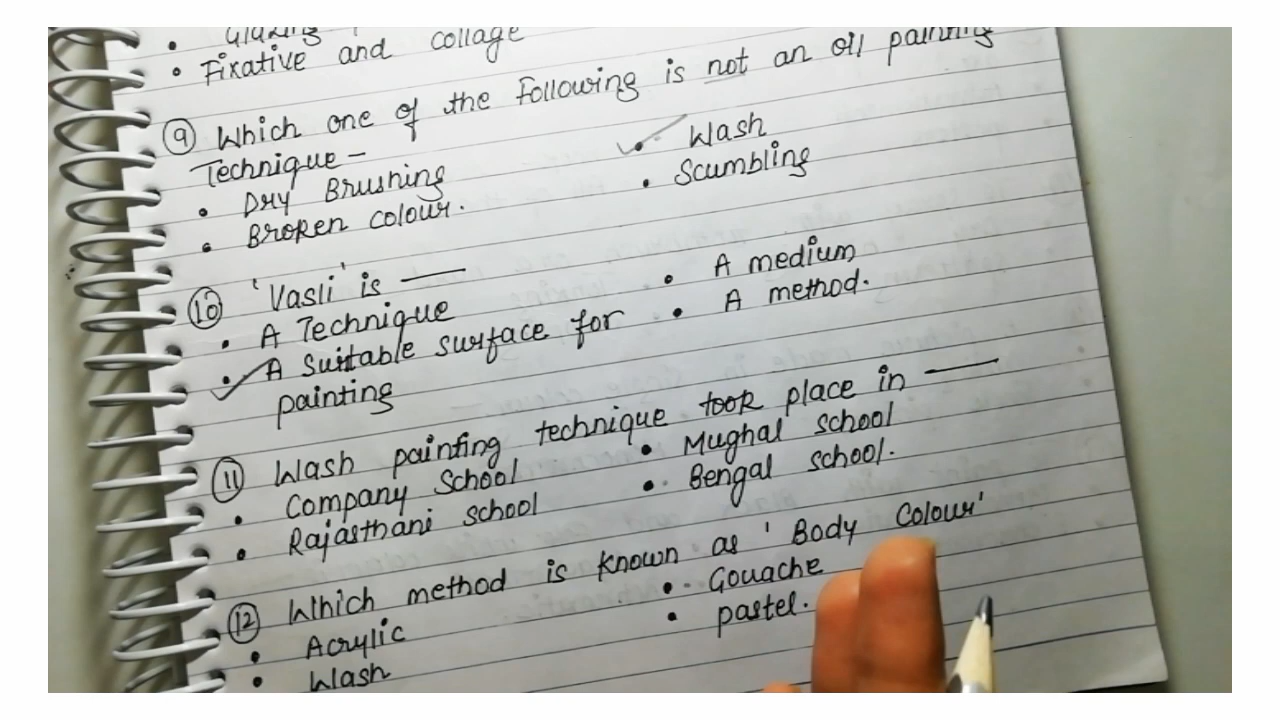 Glazing
• Fixative and collage
⑨ Which one of the following is not an oil painting
Technique –
• Dry Brushing
• Wash
• Broken colour.
• Scumbling
⑩ 'Vasli' is ——
• A Technique
• A medium
• A Suitable surface for
painting
• A method.
⑪ Wash painting technique took place in ——
• Company School
• Mughal school
• Rajasthani school
• Bengal school.
⑫ Which method is known as 'Body Colour'
• Acrylic
• Gouache
• Wash
• pastel.